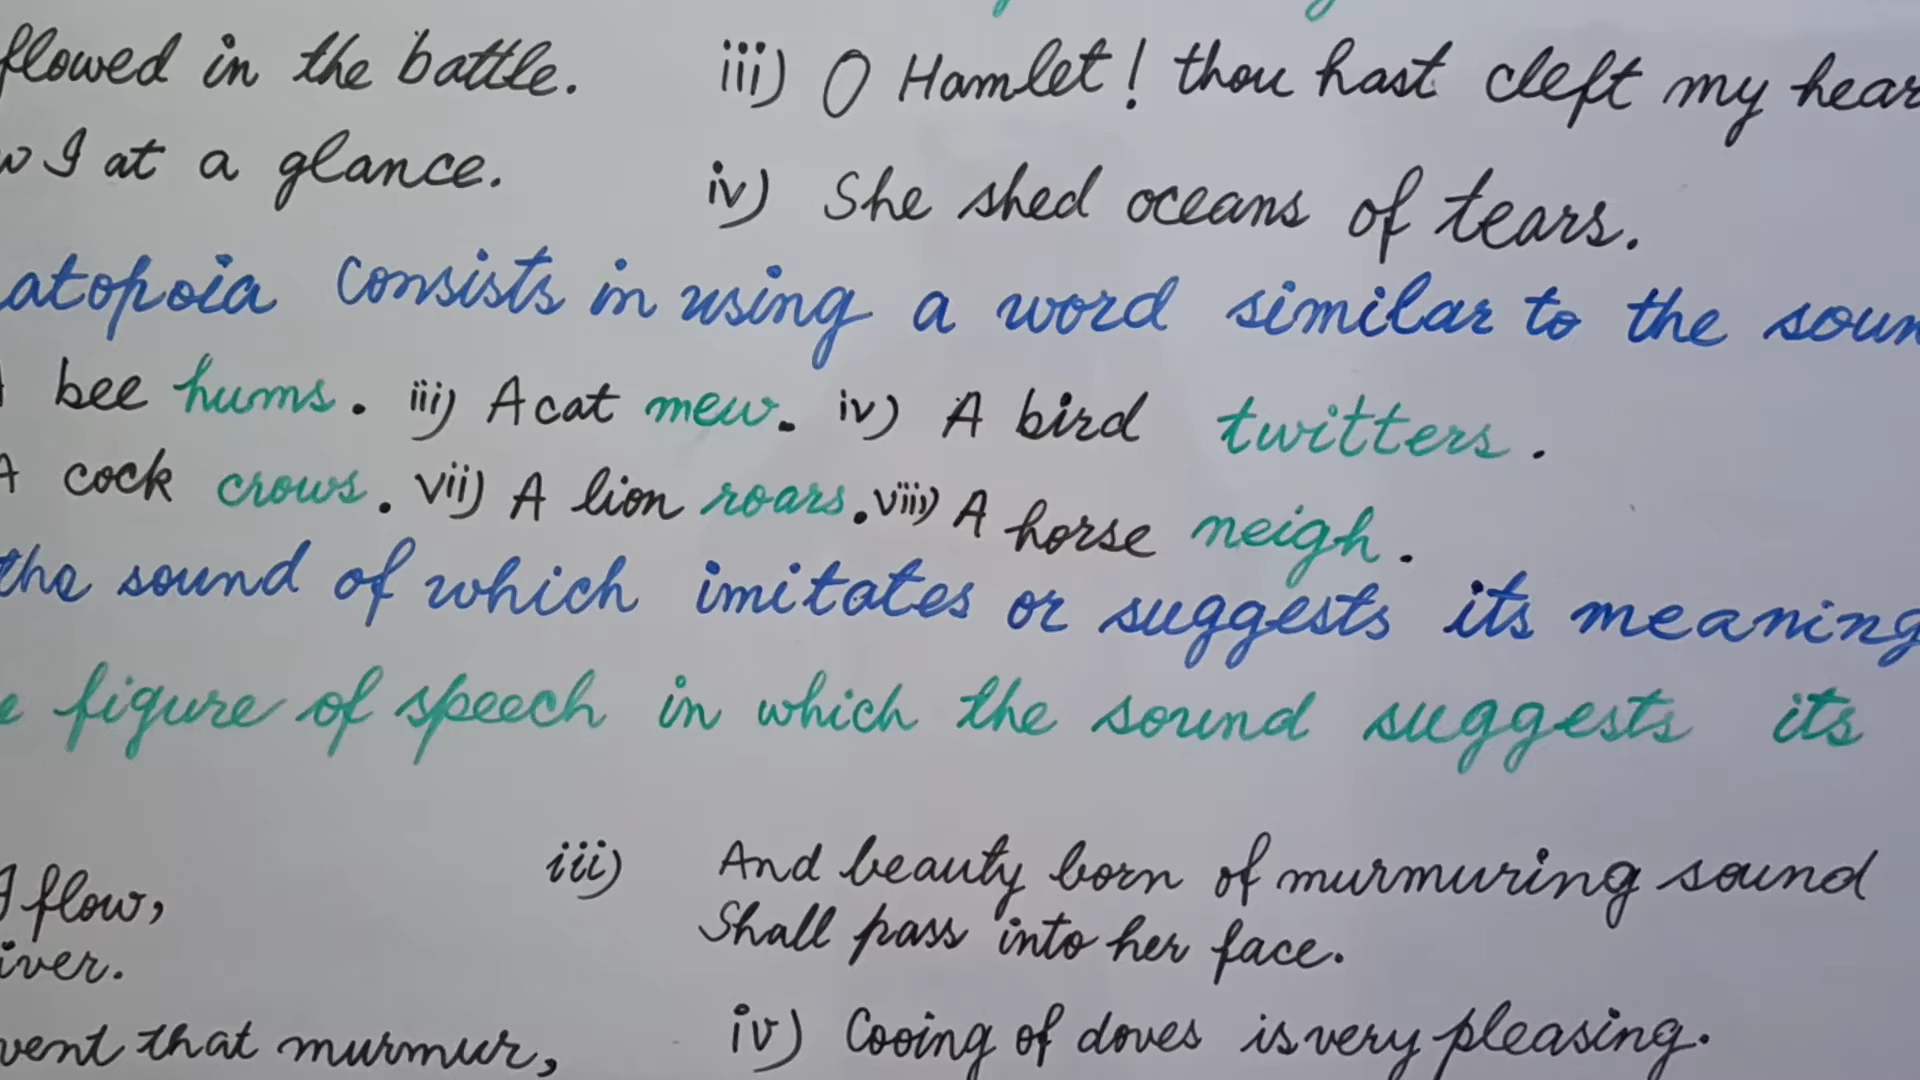 flowed in the battle. iii) O Hamlet! thou hast cleft my hear
w I at a glance. iv) She shed oceans of tears.
atopoia consists in using a word similar to the soun
A bee hums. iii) A cat mew. iv) A bird twitters.
A cock crows. vii) A lion roars. viii) A horse neigh.
the sound of which imitates or suggests its meaning
e figure of speech in which the sound suggests its
iii) And beauty born of murmuring sound
I flow,
Shall pass into her face.
iver.
iv) Cooing of doves is very pleasing.
vent that murmur,